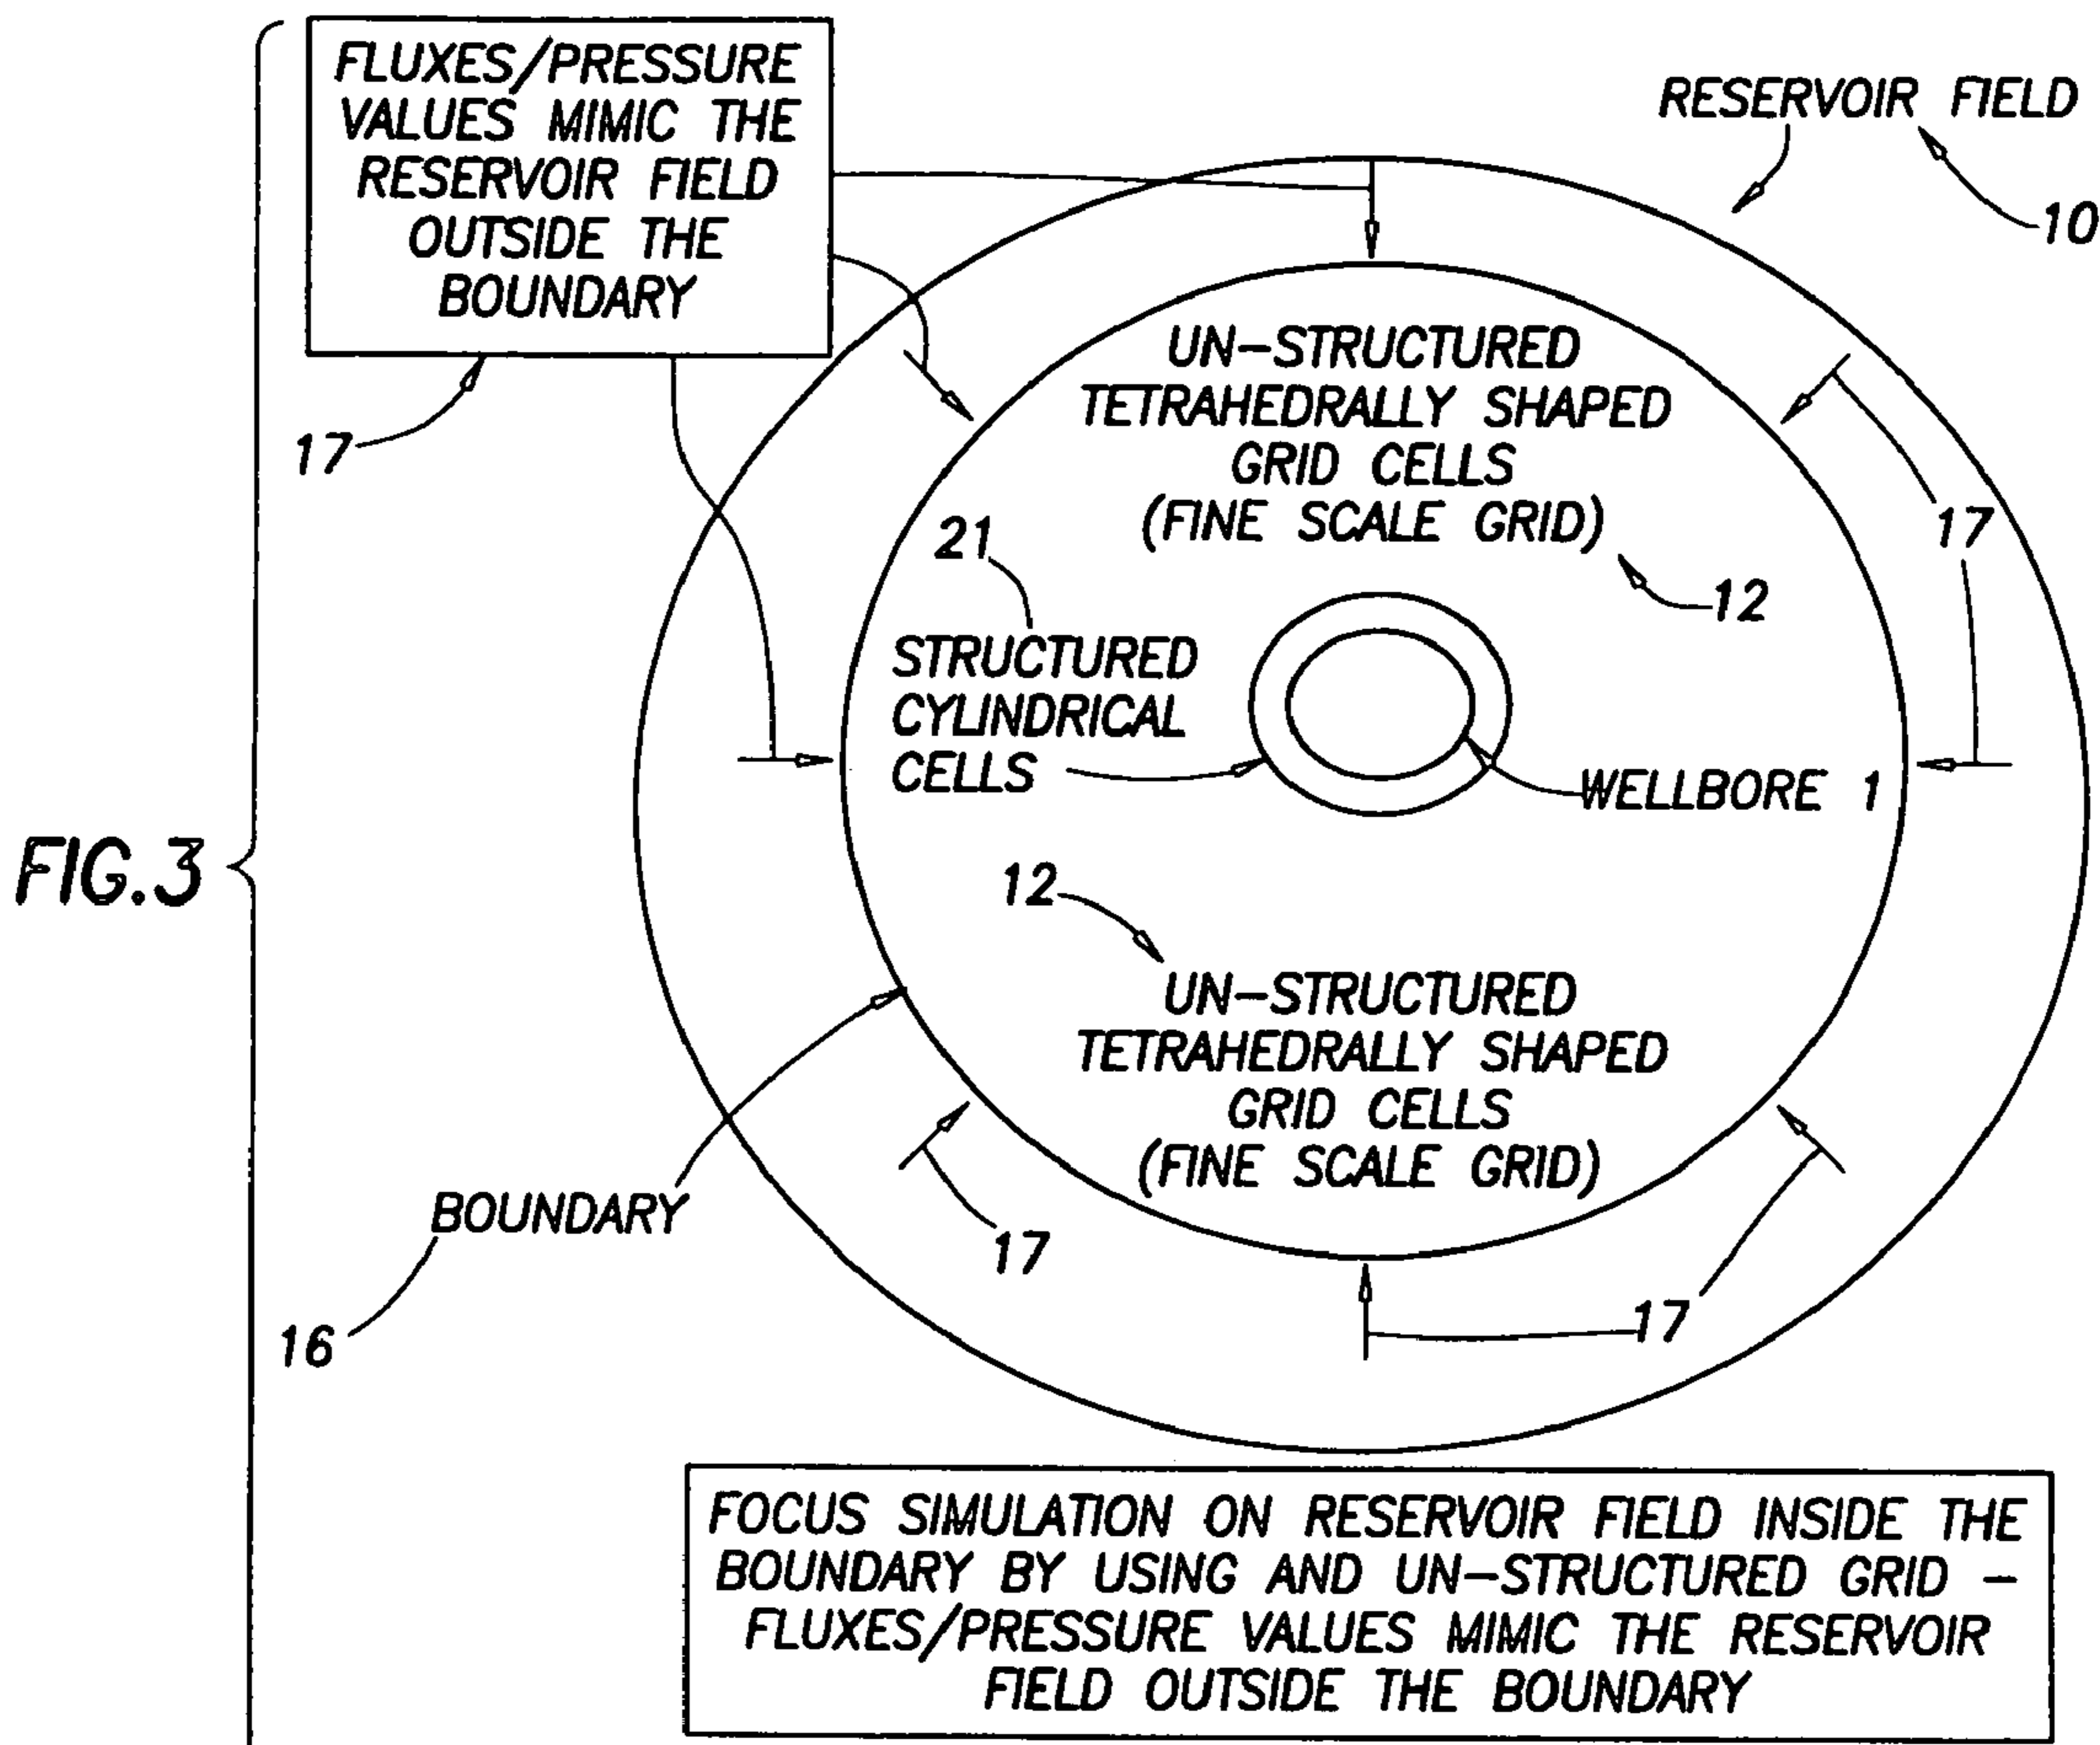 FLUXES/PRESSURE
VALUES MIMIC THE
RESERVOIR FIELD
OUTSIDE THE
BOUNDARY
RESERVOIR FIELD
10
17
UN-STRUCTURED
TETRAHEDRALLY SHAPED
GRID CELLS
(FINE SCALE GRID)
17
21
12
STRUCTURED
CYLINDRICAL
CELLS
WELLBORE 1
FIG.3
12
UN-STRUCTURED
TETRAHEDRALLY SHAPED
GRID CELLS
(FINE SCALE GRID)
BOUNDARY
17
16
17
FOCUS SIMULATION ON RESERVOIR FIELD INSIDE THE
BOUNDARY BY USING AND UN-STRUCTURED GRID -
FLUXES/PRESSURE VALUES MIMIC THE RESERVOIR
FIELD OUTSIDE THE BOUNDARY